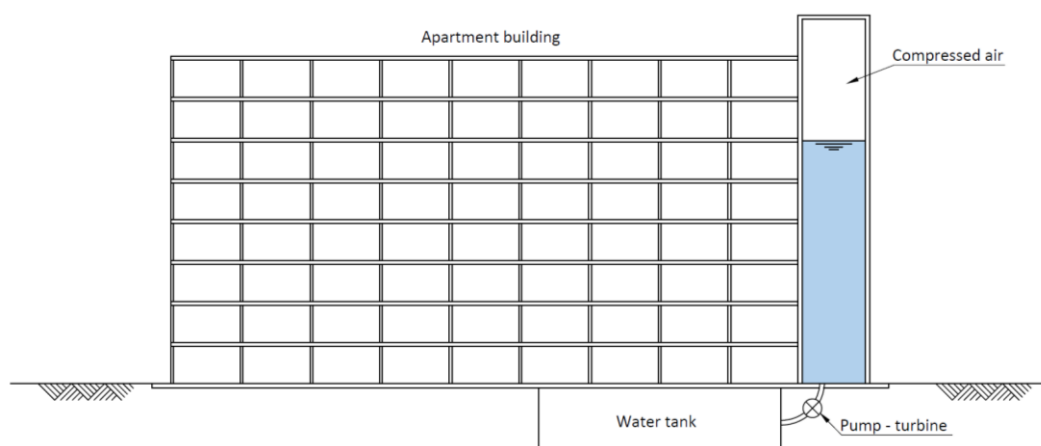 Apartment building
Compressed air
Water tank
Pump - turbine